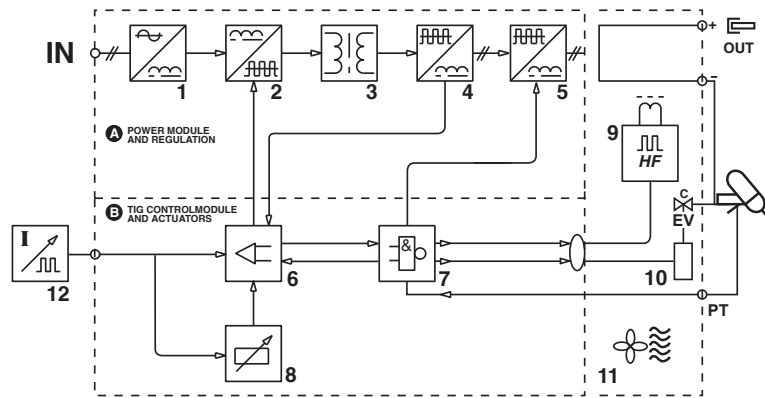 IN
1
2
3
4
5
+
OUT
-
9
HF
A POWER MODULE
AND REGULATION
B TIG CONTROLMODULE
AND ACTUATORS
C
EV
I
12
6
&
7
10
PT
8
11